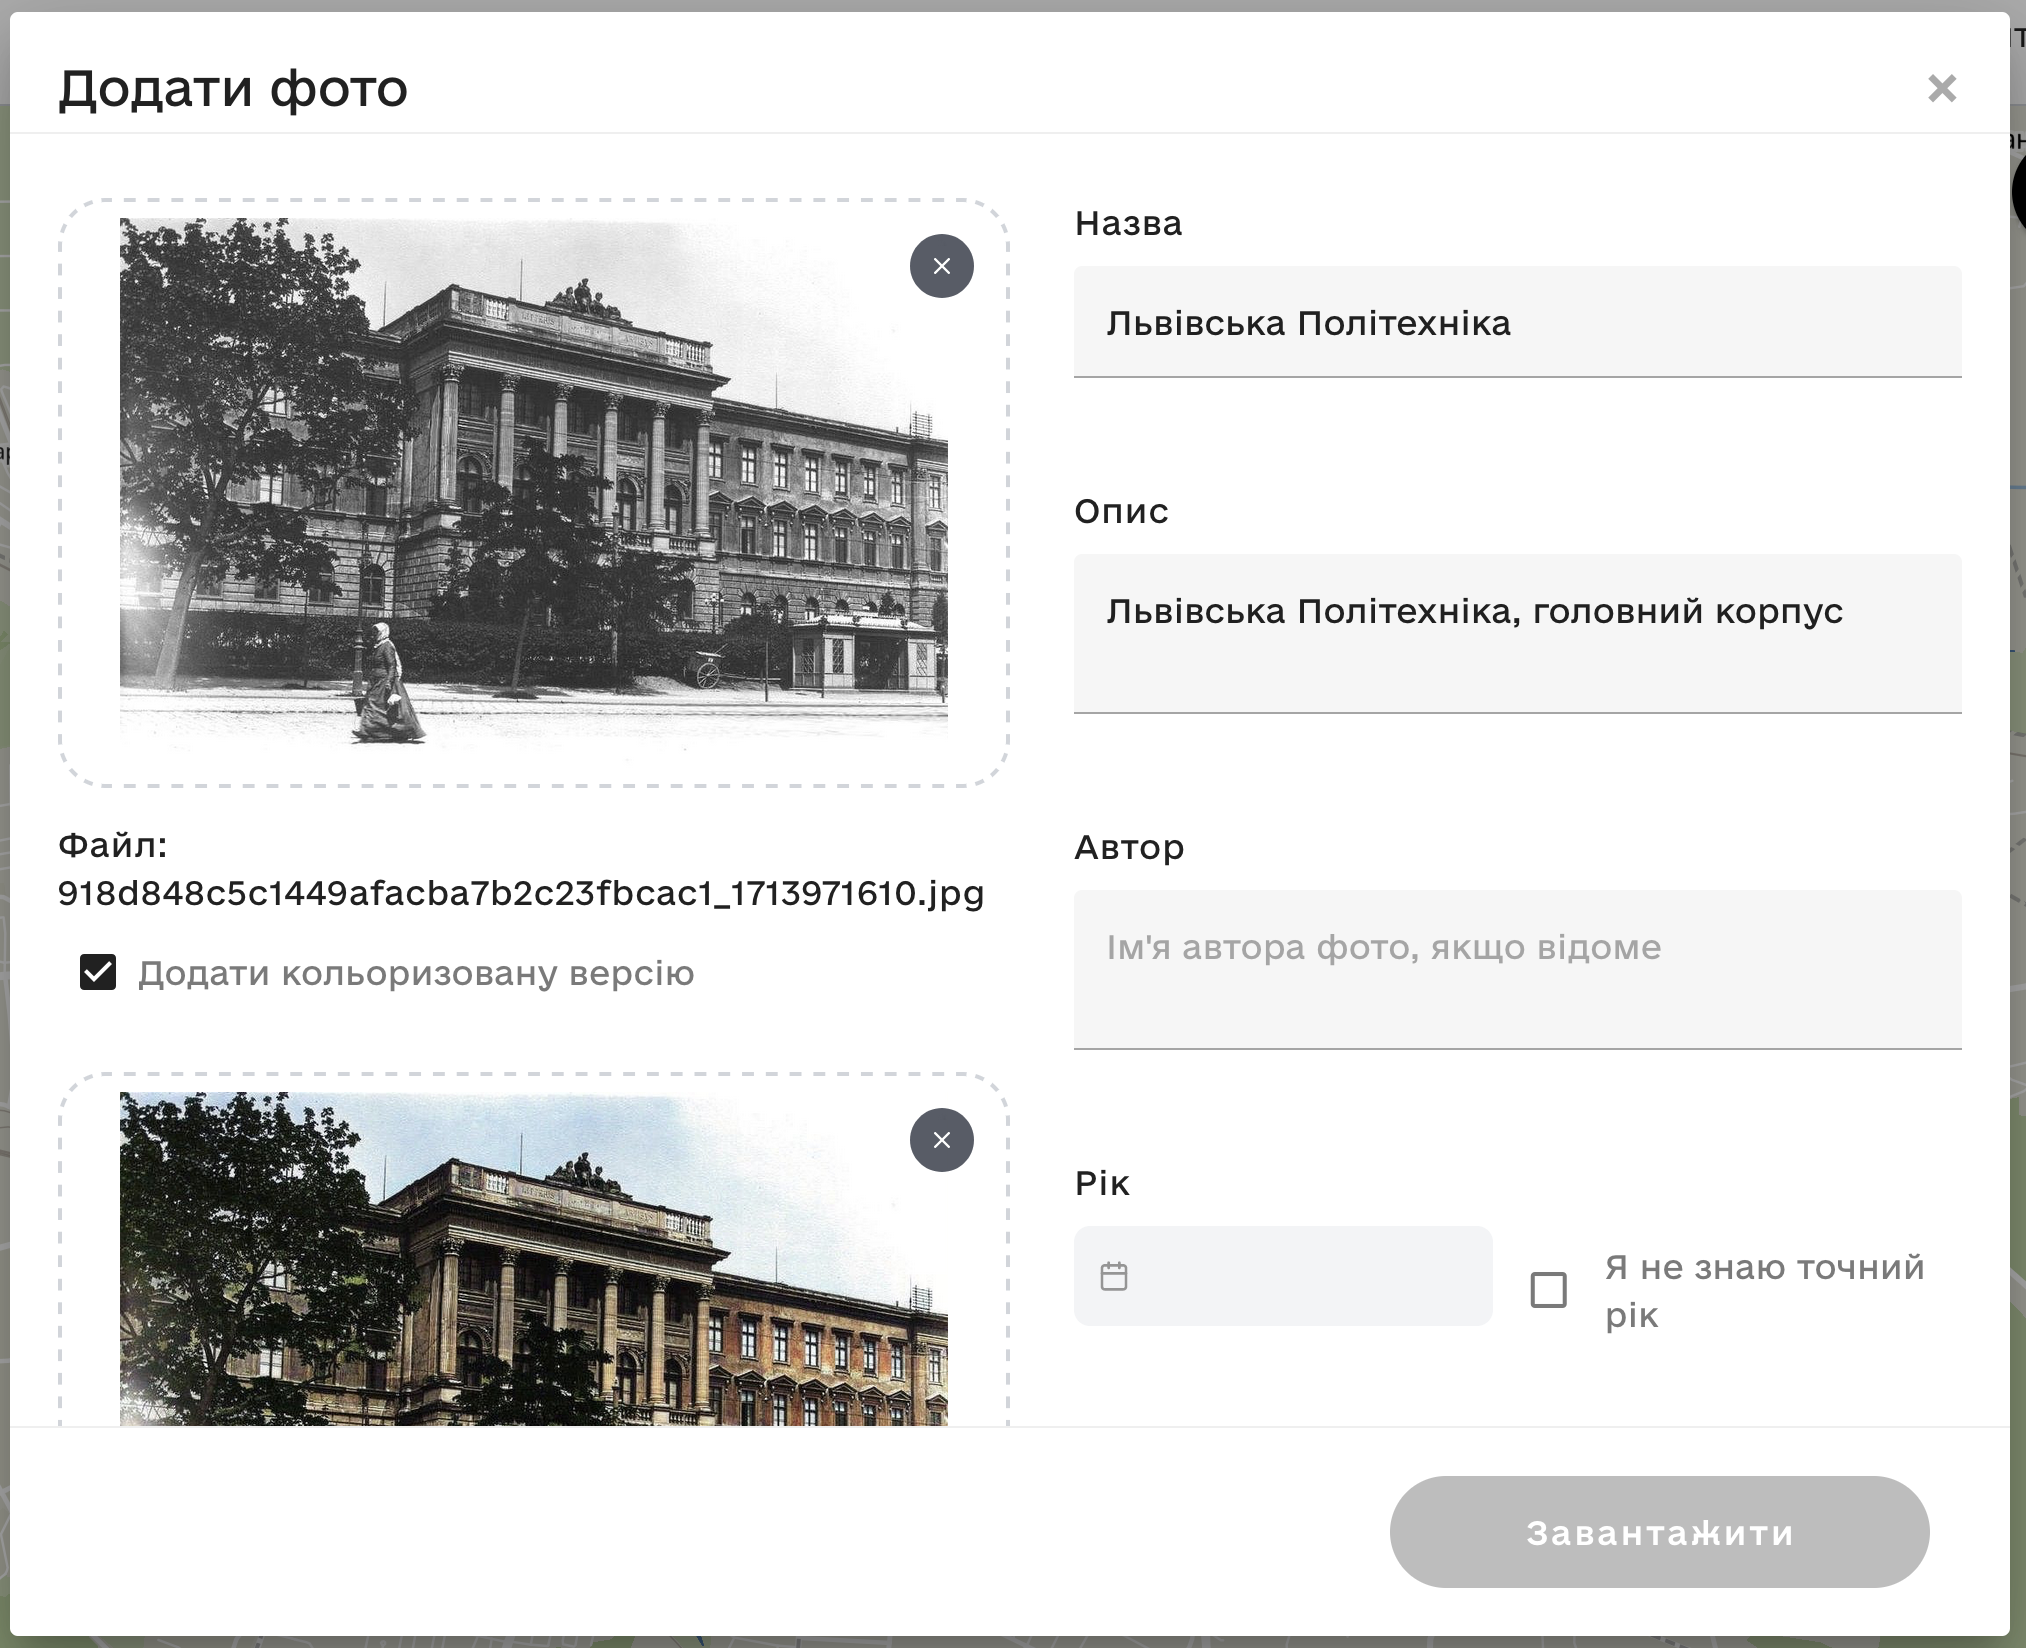 Додати фото
Назва
Львівська Політехніка
Опис
Львівська Політехніка, головний корпус
Файл:
918d848c5c1449afacba7b2c23fbcac1_1713971610.jpg
Додати кольоризовану версію
Автор
Ім'я автора фото, якщо відоме
Рік
Я не знаю точний
рік
Завантажити